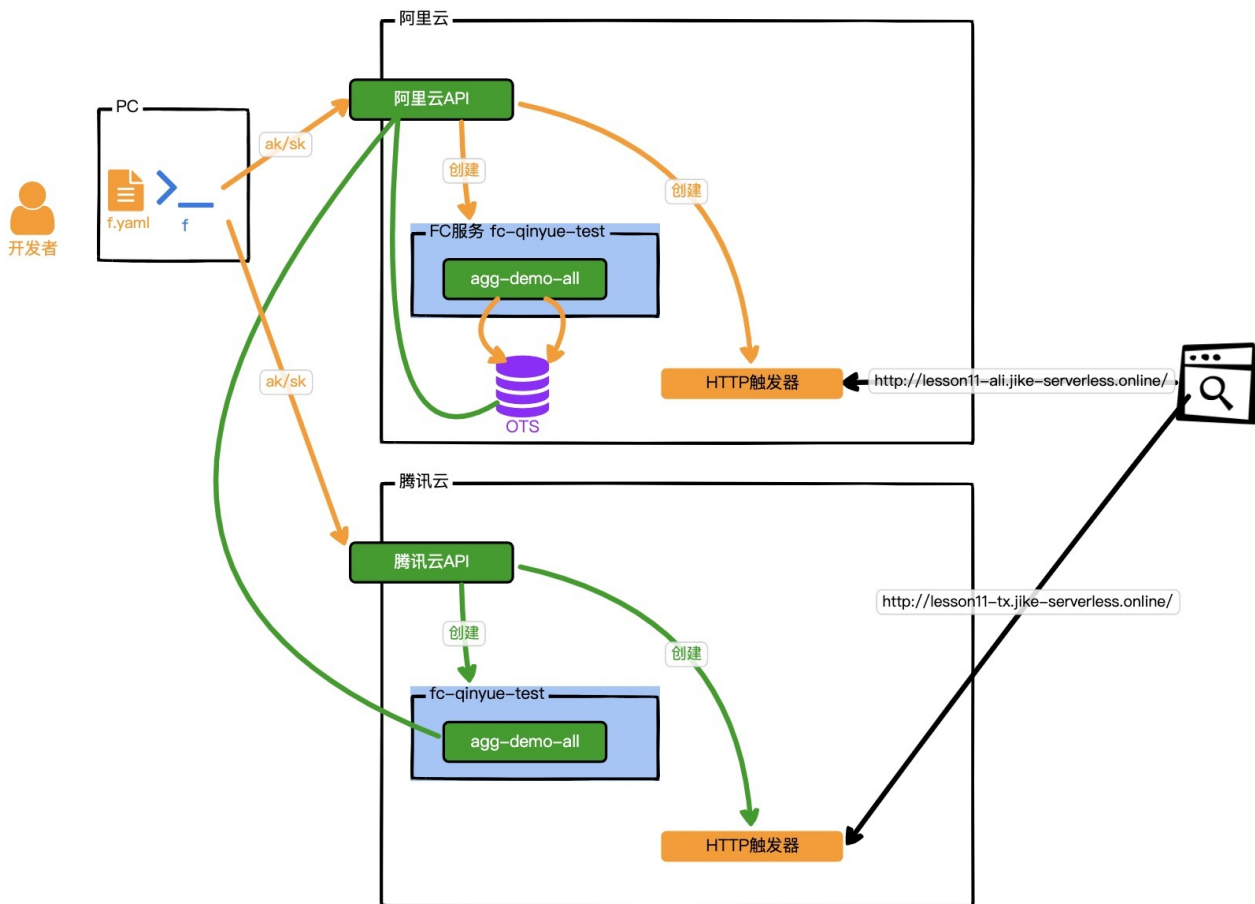 阿里云
阿里云API
PC
ak/sk
创建
创建
f.yaml
f
开发者
FC服务 fc-qinyue-test
agg-demo-all
HTTP触发器
http://lesson11-ali.jike-serverless.online/
ak/sk
OTS
腾讯云
腾讯云API
http://lesson11-tx.jike-serverless.online/
创建
创建
fc-qinyue-test
agg-demo-all
HTTP触发器